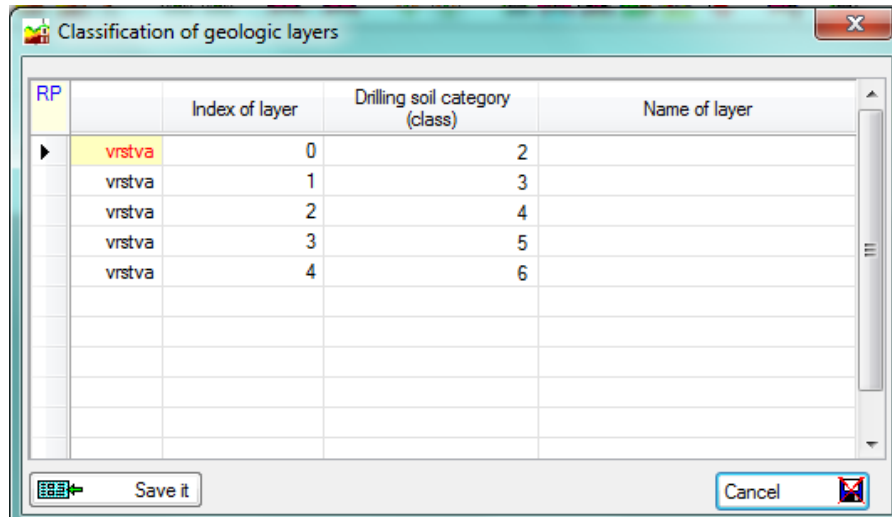 Classification of geologic layers
RP Index of layer Drilling soil category (class) Name of layer
vrstva 0 2
vrstva 1 3
vrstva 2 4
vrstva 3 5
vrstva 4 6
Save it Cancel